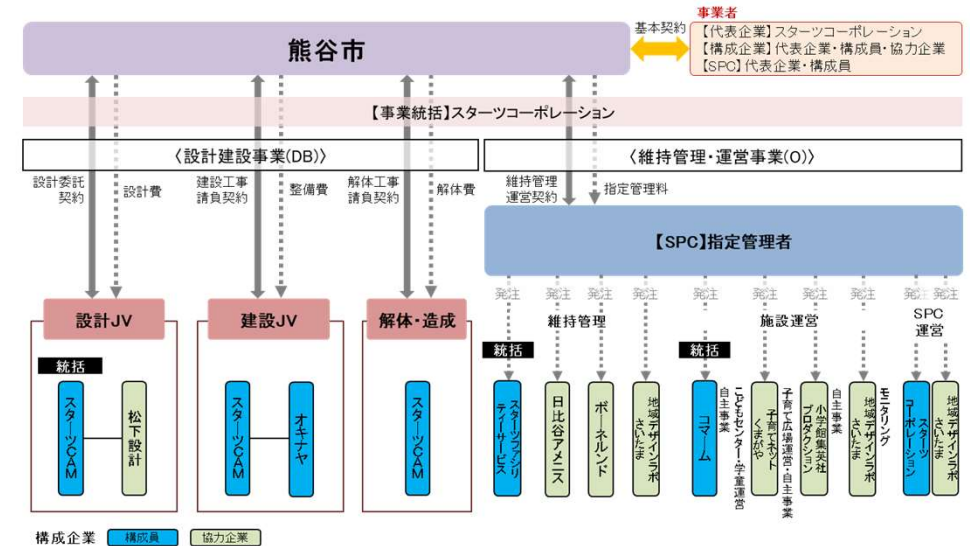 事業者
基本契約
【代表企業】スターツコーポレーション
【構成企業】代表企業・構成員・協力企業
【SPC】代表企業・構成員
熊谷市
【事業統括】スターツコーポレーション
〈設計建設事業(DB)〉
〈維持管理・運営事業(O)〉
設計委託
契約
設計費
建設工事
請負契約
整備費
解体工事
請負契約
解体費
維持管理
運営契約
指定管理料
【SPC】指定管理者
発注
発注
発注
発注
発注
発注
発注
発注
発注
発注
設計JV
建設JV
解体・造成
維持管理
施設運営
SPC
運営
統括
統括
統括
スターツCAM
松下設計
スターツCAM
オキナヤ
スターツCAM
スターツファシリ
ティーサービス
日比谷アメニス
ボーネルンド
地域デザインラボ
さいたま
コマーム
こどもセンター・学童運営
自主事業
子育てネット
くまがや
子育て広場運営・自主事業
小学館集英社
プロダクション
自主事業
地域デザインラボ
さいたま
モニタリング
スターツ
コーポレーション
地域デザインラボ
さいたま
構成企業
構成員
協力企業